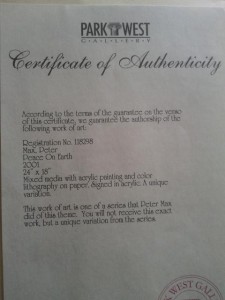 PARK WEST
GALLERY
Certificate of Authenticity
According to the terms of the guarantee on the reverse
of this certificate, we guarantee the authorship of the
following work of art:
Registration No. 118298
Max, Peter
Peace On Earth
2001
24" x 18"
Mixed media with acrylic painting and color
lithography on paper. Signed in acrylic. A unique
variation.
This work of art is one of a series that Peter Max
did of this theme. You will not receive this exact
work, but a unique variation from the series.
WEST GALL